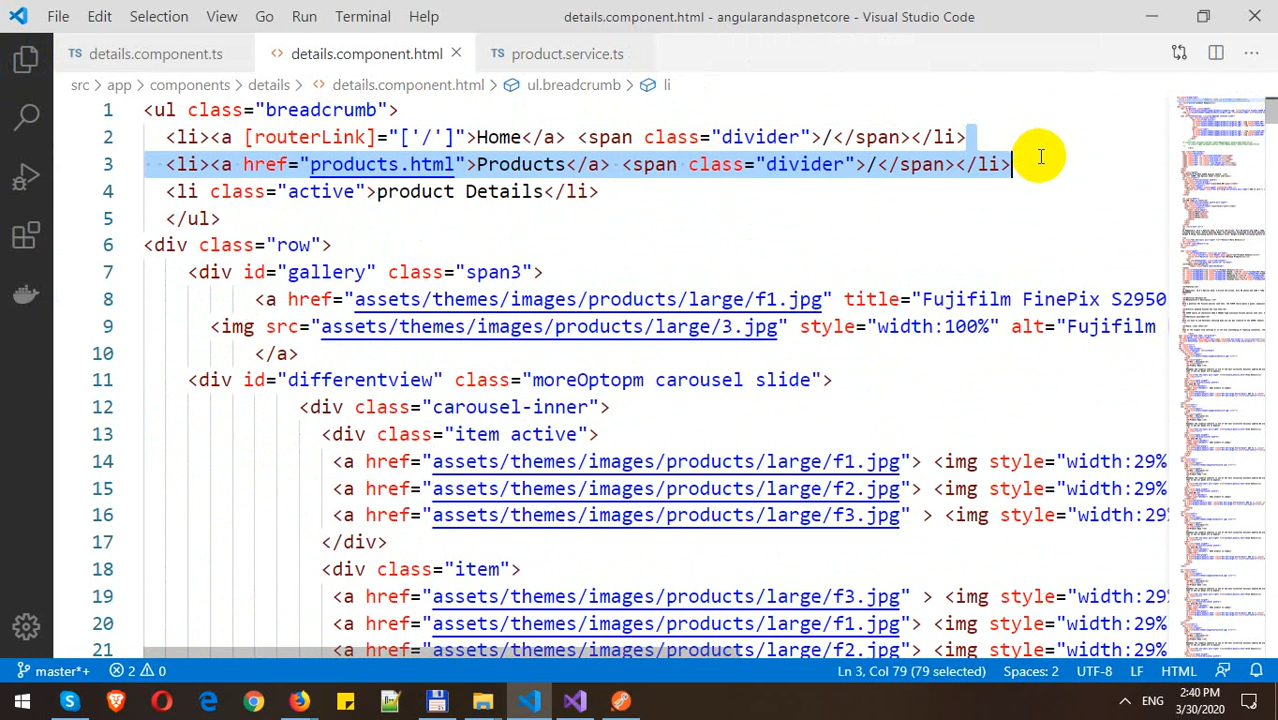 File Edit View Go Run Terminal Help details.component.html - angularandaspnetcore - Visual Studio Code
TS details.component.ts <> details.component.html TS product.service.ts
src > app > components > details > <> details.component.html > ul.breadcrumb > li
1 <ul class="breadcrumb">
2 <li><a [routerLink]="['/']">Home</a> <span class="divider">/</span></li>
3 <li><a href="products.html">Products</a> <span class="divider">/</span></li>
4 <li class="active">product Details</li>
5 </ul>
6 <div class="row">
7 <div id="gallery" class="span3">
8 <a href="assets/themes/images/products/large/f1.jpg" title="Fujifilm FinePix S2950
9 <img src="assets/themes/images/products/large/3.jpg" style="width:100%" alt="Fujifilm
10 </a>
11 <div id="differentview" class="moreOptopm carousel slide">
12 <div class="carousel-inner">
13 <div class="item active">
14 <a href="assets/themes/images/products/large/f1.jpg"> <img style="width:29%
15 <a href="assets/themes/images/products/large/f2.jpg"> <img style="width:29%
16 <a href="assets/themes/images/products/large/f3.jpg"> <img style="width:29%
17 </div>
18 <div class="item">
19 <a href="assets/themes/images/products/large/f3.jpg"> <img style="width:29%
20 <a href="assets/themes/images/products/large/f1.jpg"> <img style="width:29%
21 <a href="assets/themes/images/products/large/f2.jpg"> <img style="width:29%
master*+ 2 0 Ln 3, Col 79 (79 selected) Spaces: 2 UTF-8 LF HTML
ENG 2:40 PM
3/30/2020